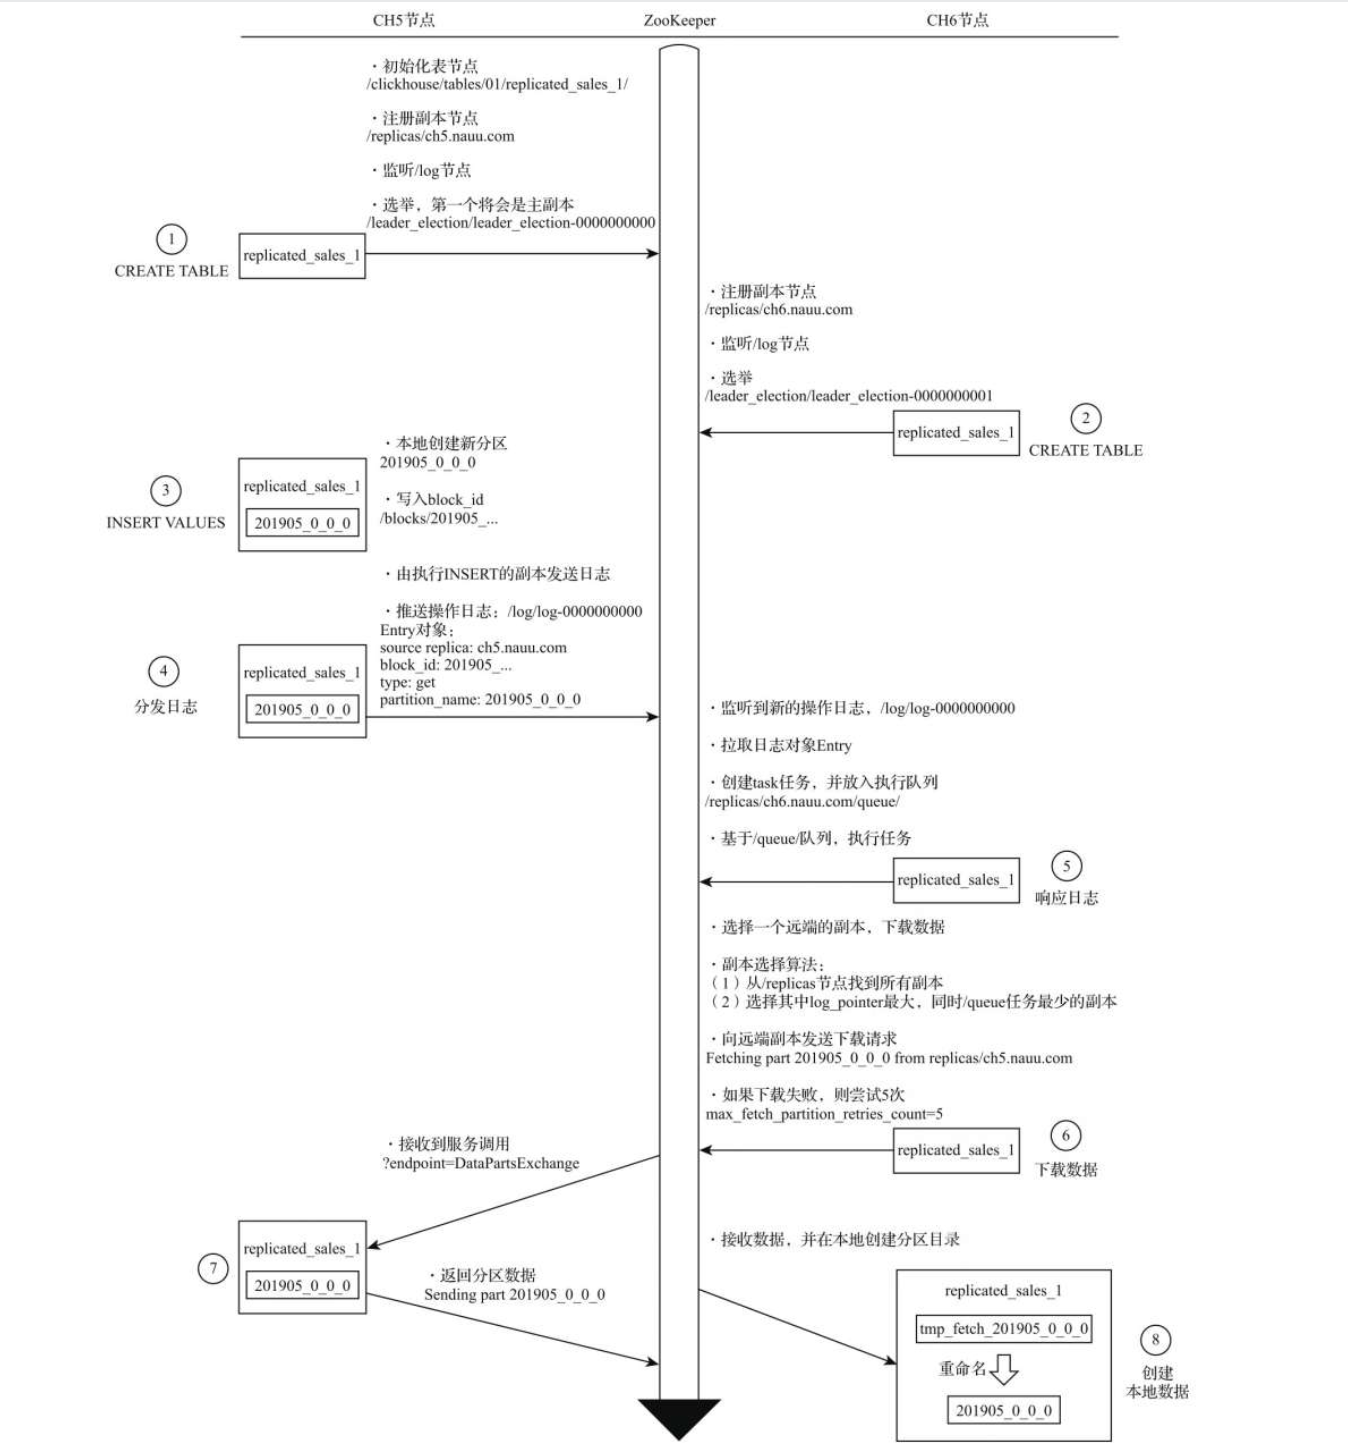 CH5节点
ZooKeeper
CH6节点
·初始化表节点
/clickhouse/tables/01/replicated_sales_1/
·注册副本节点
/replicas/ch5.nauu.com
·监听/log节点
·选举，第一个将会是主副本
/leader_election/leader_election-0000000000
1
CREATE TABLE
replicated_sales_1
·注册副本节点
/replicas/ch6.nauu.com
·监听/log节点
·选举
/leader_election/leader_election-0000000001
replicated_sales_1
2
CREATE TABLE
·本地创建新分区
201905_0_0_0
·写入block_id
/blocks/201905_...
3
INSERT VALUES
replicated_sales_1
201905_0_0_0
·由执行INSERT的副本发送日志
·推送操作日志：/log/log-0000000000
Entry对象：
source replica: ch5.nauu.com
block_id: 201905_...
type: get
partition_name: 201905_0_0_0
4
分发日志
replicated_sales_1
201905_0_0_0
·监听到新的操作日志，/log/log-0000000000
·拉取日志对象Entry
·创建task任务，并放入执行队列
/replicas/ch6.nauu.com/queue/
·基于/queue/队列，执行任务
replicated_sales_1
5
响应日志
·选择一个远端的副本，下载数据
·副本选择算法：
（1）从/replicas节点找到所有副本
（2）选择其中log_pointer最大，同时/queue任务最少的副本
·向远端副本发送下载请求
Fetching part 201905_0_0_0 from replicas/ch5.nauu.com
·如果下载失败，则尝试5次
max_fetch_partition_retries_count=5
replicated_sales_1
6
下载数据
·接收到服务调用
?endpoint=DataPartsExchange
7
replicated_sales_1
201905_0_0_0
·返回分区数据
Sending part 201905_0_0_0
·接收数据，并在本地创建分区目录
replicated_sales_1
tmp_fetch_201905_0_0_0
重命名
201905_0_0_0
8
创建
本地数据